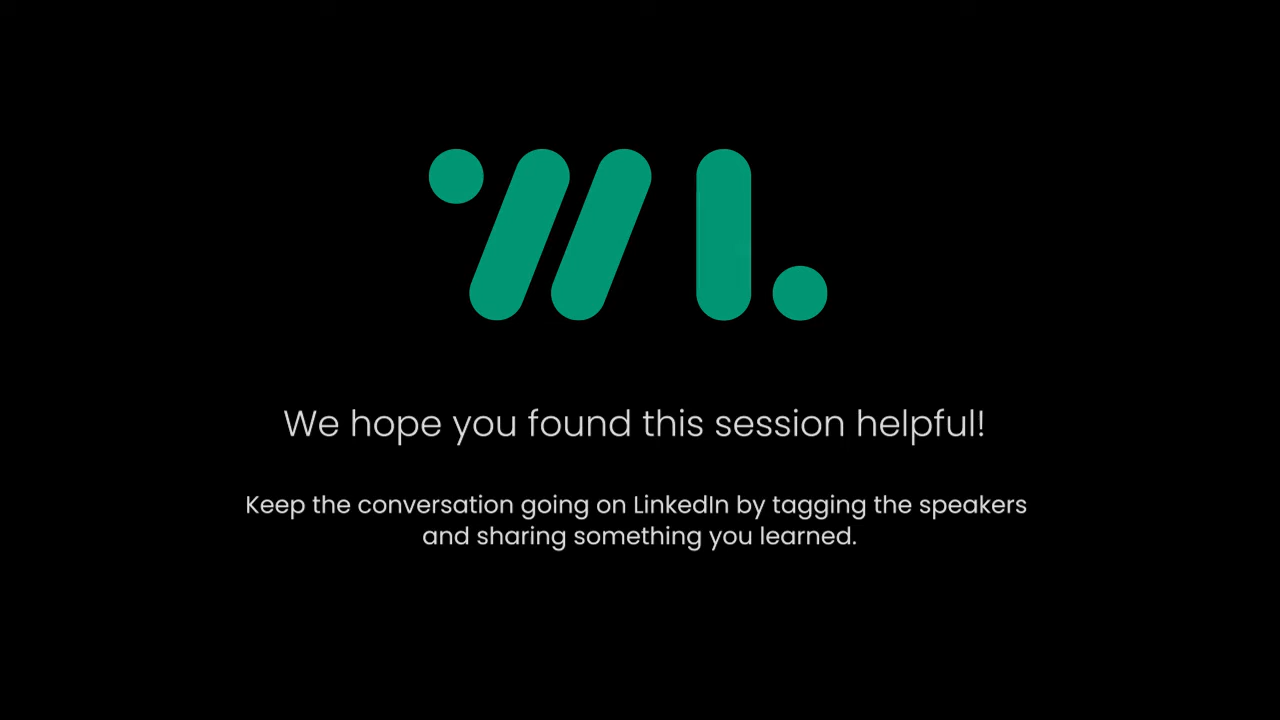 We hope you found this session helpful!
Keep the conversation going on LinkedIn by tagging the speakers
and sharing something you learned.